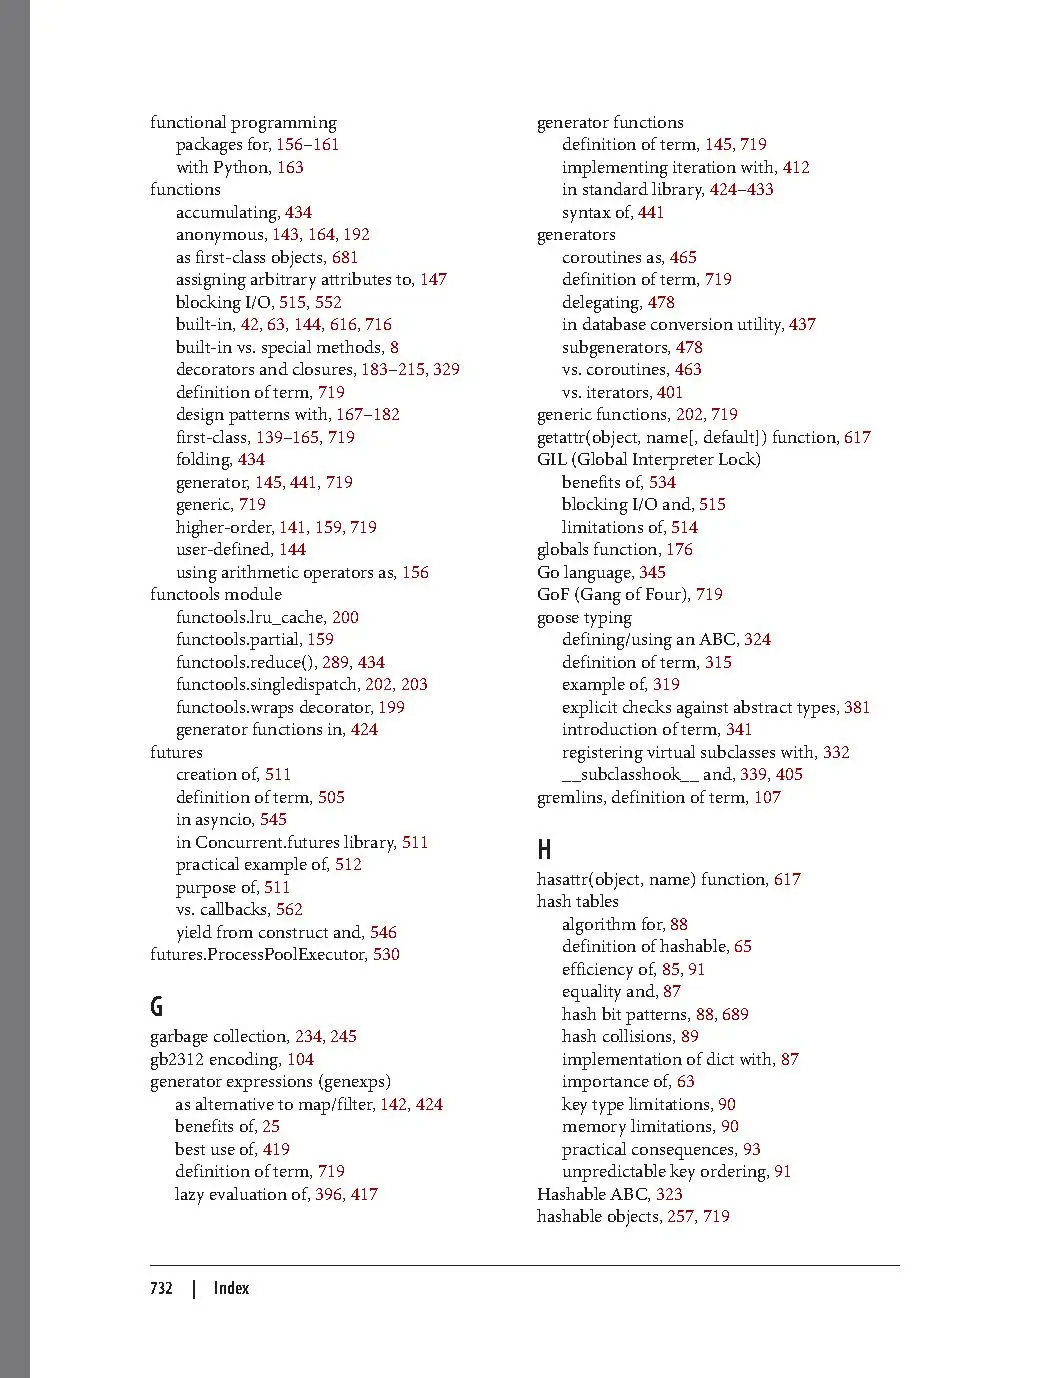 functional programming
packages for, 156–161
with Python, 163
functions
accumulating, 434
anonymous, 143, 164, 192
as first-class objects, 681
assigning arbitrary attributes to, 147
blocking I/O, 515, 552
built-in, 42, 63, 144, 616, 716
built-in vs. special methods, 8
decorators and closures, 183–215, 329
definition of term, 719
design patterns with, 167–182
first-class, 139–165, 719
folding, 434
generator, 145, 441, 719
generic, 719
higher-order, 141, 159, 719
user-defined, 144
using arithmetic operators as, 156
functools module
functools.lru_cache, 200
functools.partial, 159
functools.reduce(), 289, 434
functools.singledispatch, 202, 203
functools.wraps decorator, 199
generator functions in, 424
futures
creation of, 511
definition of term, 505
in asyncio, 545
in Concurrent.futures library, 511
practical example of, 512
purpose of, 511
vs. callbacks, 562
yield from construct and, 546
futures.ProcessPoolExecutor, 530
G
garbage collection, 234, 245
gb2312 encoding, 104
generator expressions (genexps)
as alternative to map/filter, 142, 424
benefits of, 25
best use of, 419
definition of term, 719
lazy evaluation of, 396, 417
generator functions
definition of term, 145, 719
implementing iteration with, 412
in standard library, 424–433
syntax of, 441
generators
coroutines as, 465
definition of term, 719
delegating, 478
in database conversion utility, 437
subgenerators, 478
vs. coroutines, 463
vs. iterators, 401
generic functions, 202, 719
getattr(object, name[, default]) function, 617
GIL (Global Interpreter Lock)
benefits of, 534
blocking I/O and, 515
limitations of, 514
globals function, 176
Go language, 345
GoF (Gang of Four), 719
goose typing
defining/using an ABC, 324
definition of term, 315
example of, 319
explicit checks against abstract types, 381
introduction of term, 341
registering virtual subclasses with, 332
__subclasshook__ and, 339, 405
gremlins, definition of term, 107
H
hasattr(object, name) function, 617
hash tables
algorithm for, 88
definition of hashable, 65
efficiency of, 85, 91
equality and, 87
hash bit patterns, 88, 689
hash collisions, 89
implementation of dict with, 87
importance of, 63
key type limitations, 90
memory limitations, 90
practical consequences, 93
unpredictable key ordering, 91
Hashable ABC, 323
hashable objects, 257, 719
732 | Index